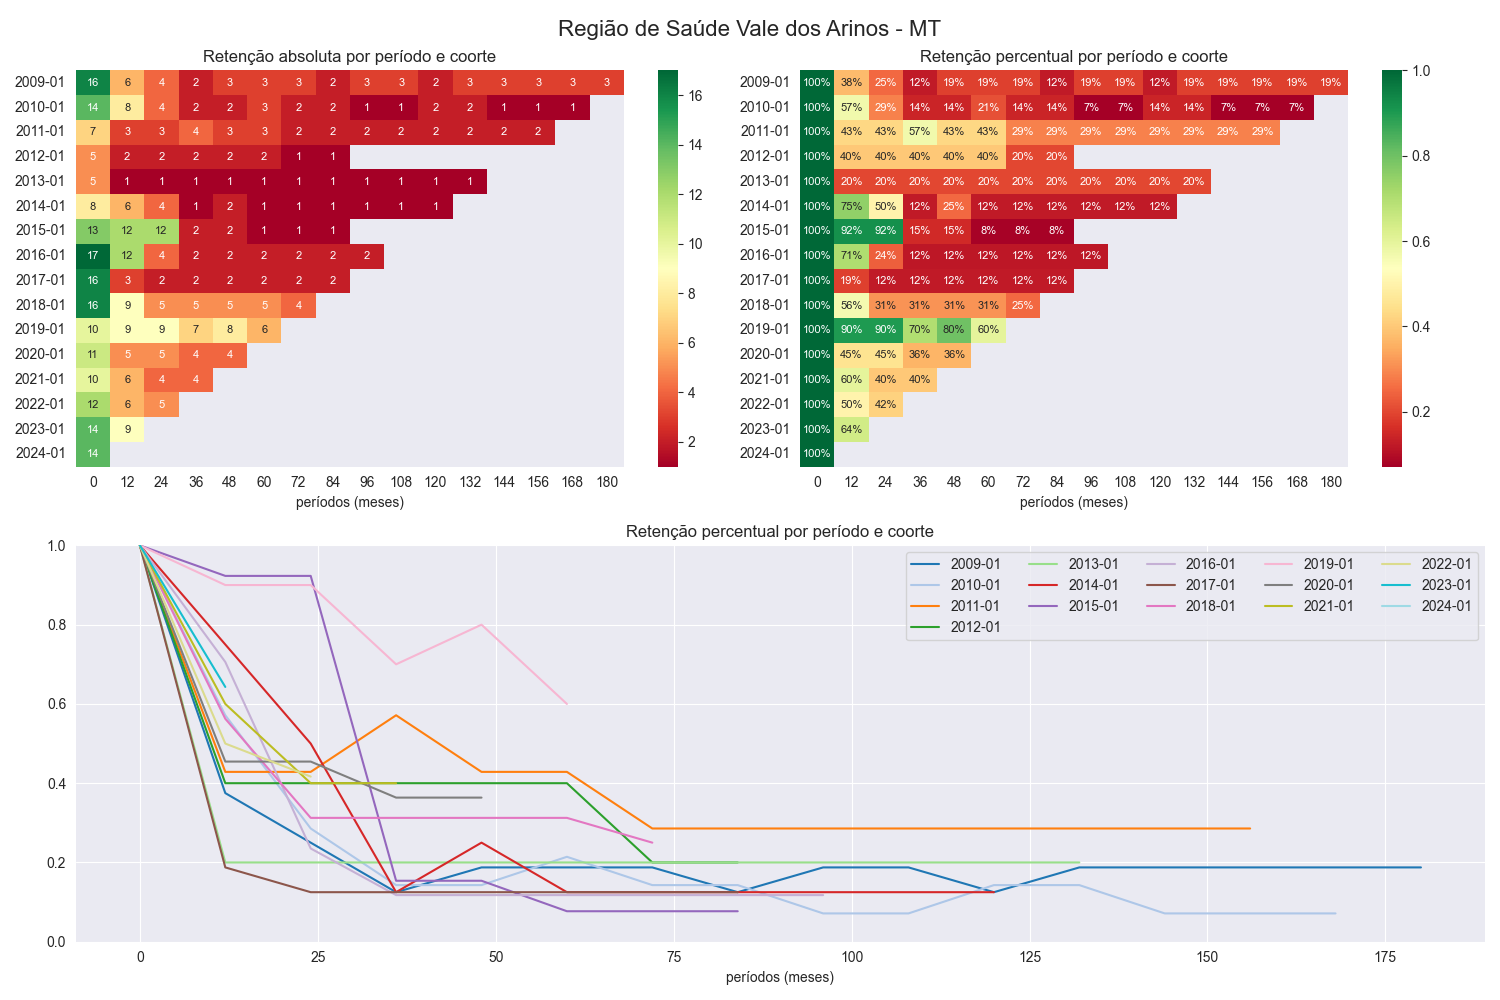 Região de Saúde Vale dos Arinos - MT
Retenção absoluta por período e coorte
2009-01 16 6 4 2 3 3 3 2 3 3 2 3 3 3 3 3
2010-01 14 8 4 2 2 3 2 2 1 1 2 2 1 1 1
2011-01 7 3 3 4 3 3 2 2 2 2 2 2 2 2
2012-01 5 2 2 2 2 2 1 1
2013-01 5 1 1 1 1 1 1 1 1 1 1 1
2014-01 8 6 4 1 2 1 1 1 1 1 1
2015-01 13 12 12 2 2 1 1 1
2016-01 17 12 4 2 2 2 2 2 2
2017-01 16 3 2 2 2 2 2 2
2018-01 16 9 5 5 5 5 4
2019-01 10 9 9 7 8 6
2020-01 11 5 5 4 4
2021-01 10 6 4 4
2022-01 12 6 5
2023-01 14 9
2024-01 14
0 12 24 36 48 60 72 84 96 108 120 132 144 156 168 180
períodos (meses)
16
14
12
10
8
6
4
2
Retenção percentual por período e coorte
2009-01 100% 38% 25% 12% 19% 19% 19% 12% 19% 19% 12% 19% 19% 19% 19% 19%
2010-01 100% 57% 29% 14% 14% 21% 14% 14% 7% 7% 14% 14% 7% 7% 7%
2011-01 100% 43% 43% 57% 43% 43% 29% 29% 29% 29% 29% 29% 29% 29%
2012-01 100% 40% 40% 40% 40% 40% 20% 20%
2013-01 100% 20% 20% 20% 20% 20% 20% 20% 20% 20% 20% 20%
2014-01 100% 75% 50% 12% 25% 12% 12% 12% 12% 12% 12%
2015-01 100% 92% 92% 15% 15% 8% 8% 8%
2016-01 100% 71% 24% 12% 12% 12% 12% 12% 12%
2017-01 100% 19% 12% 12% 12% 12% 12% 12%
2018-01 100% 56% 31% 31% 31% 31% 25%
2019-01 100% 90% 90% 70% 80% 60%
2020-01 100% 45% 45% 36% 36%
2021-01 100% 60% 40% 40%
2022-01 100% 50% 42%
2023-01 100% 64%
2024-01 100%
0 12 24 36 48 60 72 84 96 108 120 132 144 156 168 180
períodos (meses)
1.0
0.8
0.6
0.4
0.2
Retenção percentual por período e coorte
1.0
0.8
0.6
0.4
0.2
0.0
2009-01 2013-01 2016-01 2019-01 2022-01
2010-01 2014-01 2017-01 2020-01 2023-01
2011-01 2015-01 2018-01 2021-01 2024-01
2012-01
0 25 50 75 100 125 150 175
períodos (meses)